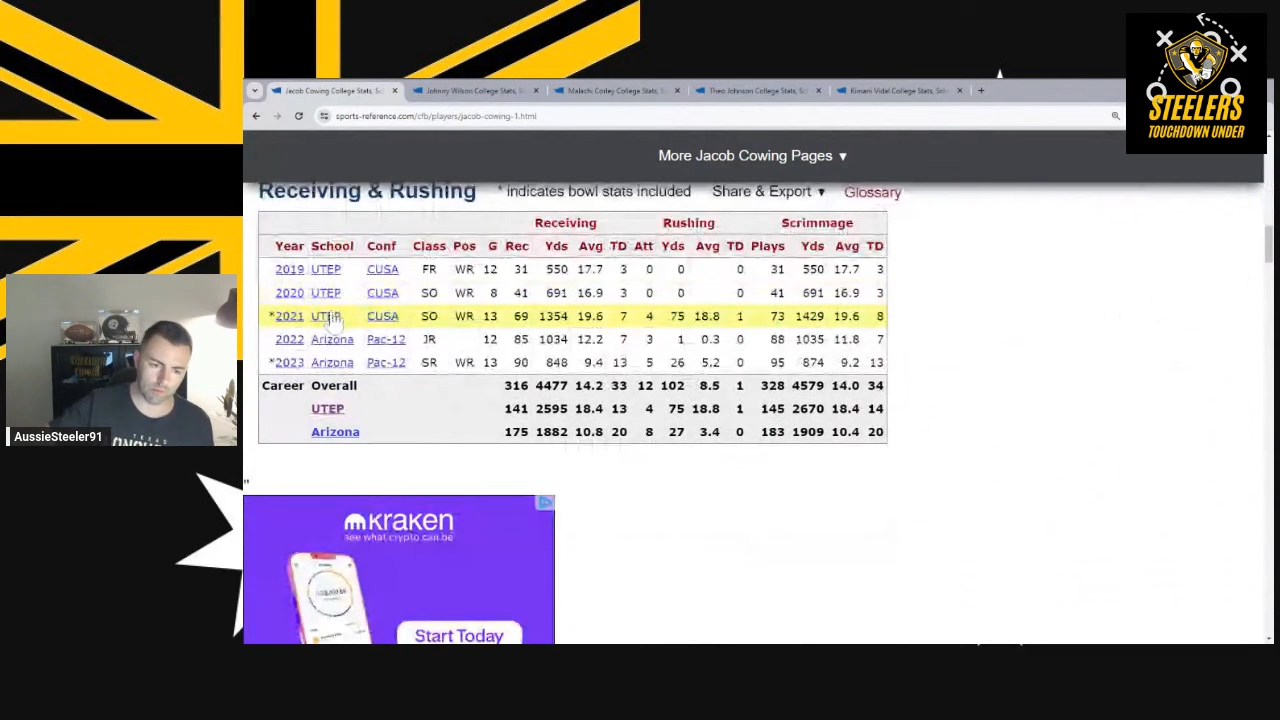 Jacob Cowing College Stats, Sc
Johnny Wilson College Stats, S
Malachi Corley College Stats, S
Theo Johnson College Stats, Sc
Kimani Vidal College Stats, Sch
sports-reference.com/cfb/players/jacob-cowing-1.html
STEELERS
TOUCHDOWN UNDER
More Jacob Cowing Pages ▼
Receiving & Rushing * indicates bowl stats included Share & Export ▼ Glossary
Receiving Rushing Scrimmage
Year School Conf Class Pos G Rec Yds Avg TD Att Yds Avg TD Plays Yds Avg TD
2019 UTEP CUSA FR WR 12 31 550 17.7 3 0 0 0 31 550 17.7 3
2020 UTEP CUSA SO WR 8 41 691 16.9 3 0 0 0 41 691 16.9 3
*2021 UTEP CUSA SO WR 13 69 1354 19.6 7 4 75 18.8 1 73 1429 19.6 8
2022 Arizona Pac-12 JR 12 85 1034 12.2 7 3 1 0.3 0 88 1035 11.8 7
*2023 Arizona Pac-12 SR WR 13 90 848 9.4 13 5 26 5.2 0 95 874 9.2 13
Career Overall 316 4477 14.2 33 12 102 8.5 1 328 4579 14.0 34
UTEP 141 2595 18.4 13 4 75 18.8 1 145 2670 18.4 14
Arizona 175 1882 10.8 20 8 27 3.4 0 183 1909 10.4 20
"
AussieSteeler91
kraken
see what crypto can be
Start Today